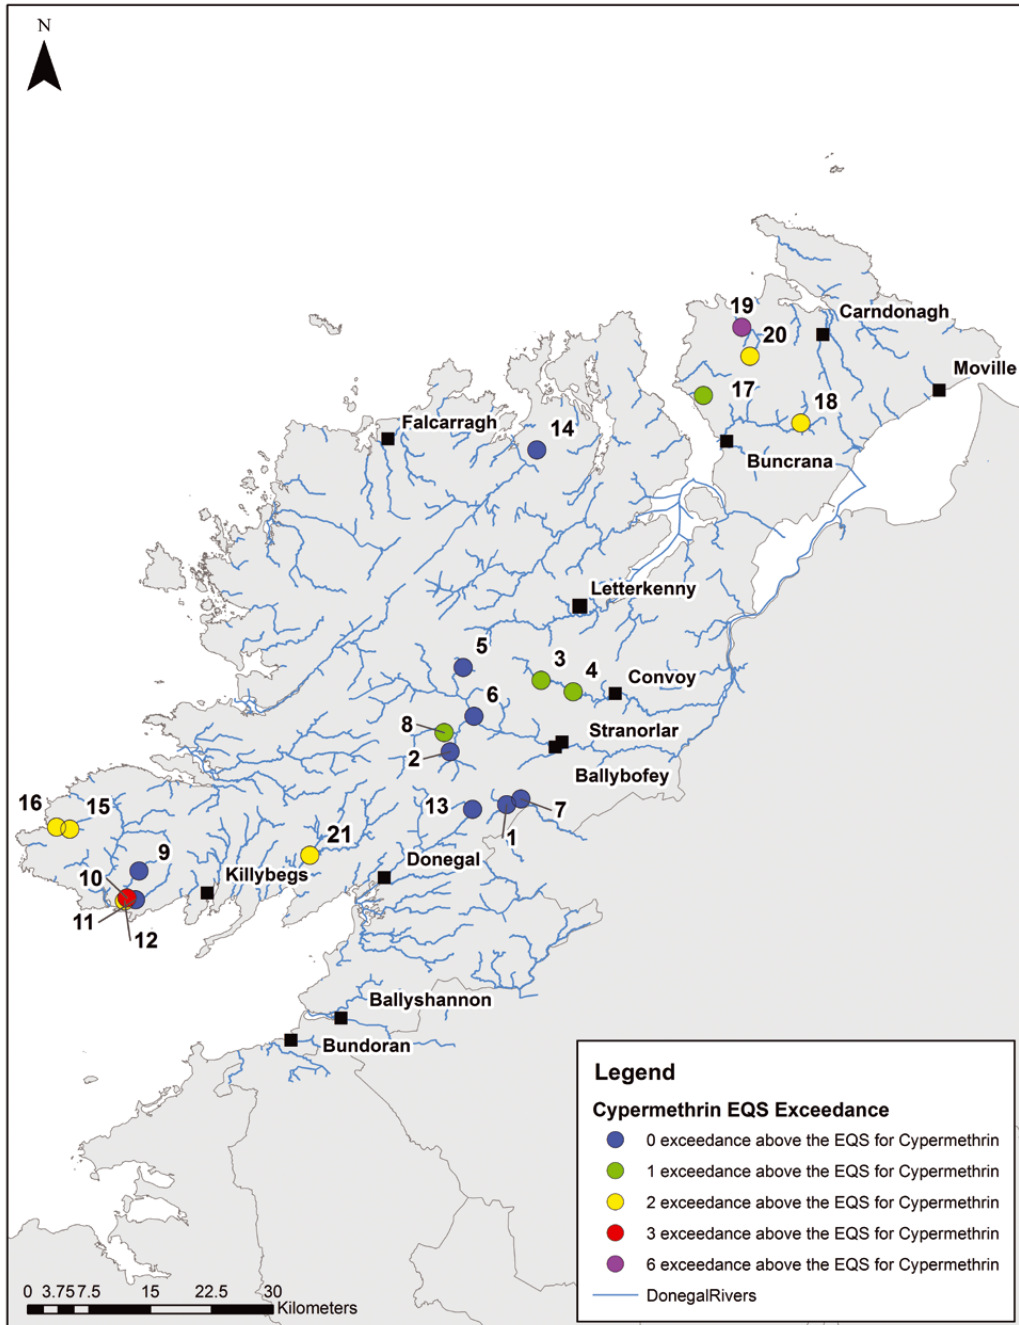 N
19
Carndonagh
20
Moville
17
18
Falcarragh
14
Buncrana
Letterkenny
5
3
4
Convoy
6
8
Stranorlar
2
Ballybofey
16
15
13
7
1
21
9
Donegal
10
Killybegs
11
12
Ballyshannon
Bundoran
Legend
Cypermethrin EQS Exceedance
0 exceedance above the EQS for Cypermethrin
1 exceedance above the EQS for Cypermethrin
2 exceedance above the EQS for Cypermethrin
3 exceedance above the EQS for Cypermethrin
6 exceedance above the EQS for Cypermethrin
DonegalRivers
0 3.75 7.5 15 22.5 30
Kilometers